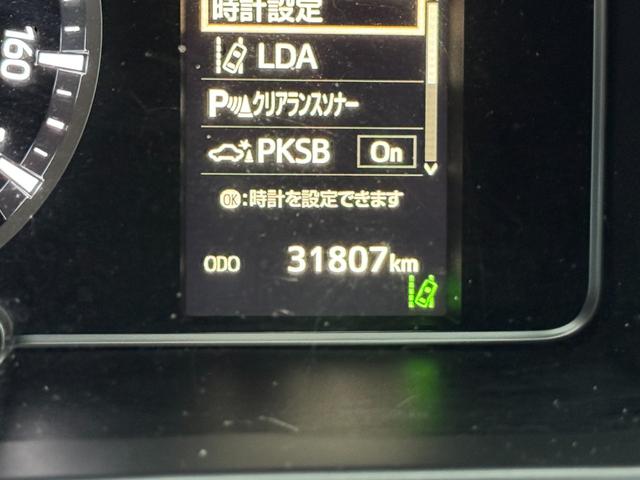 時計設定
160
LDA
P クリアランスソナー
PKSB On
OK:時計を設定できます
ODO 31807km